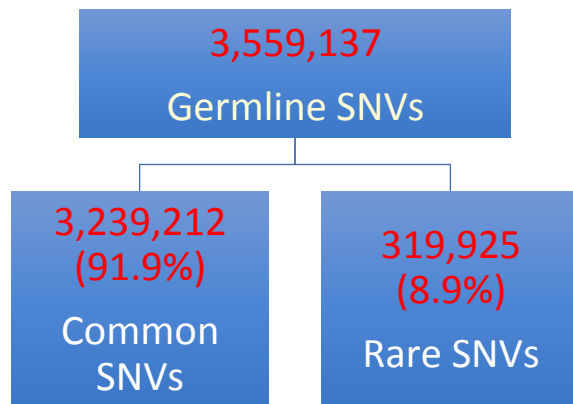 3,559,137
Germline SNVs
3,239,212
(91.9%)
Common
SNVs
319,925
(8.9%)
Rare SNVs